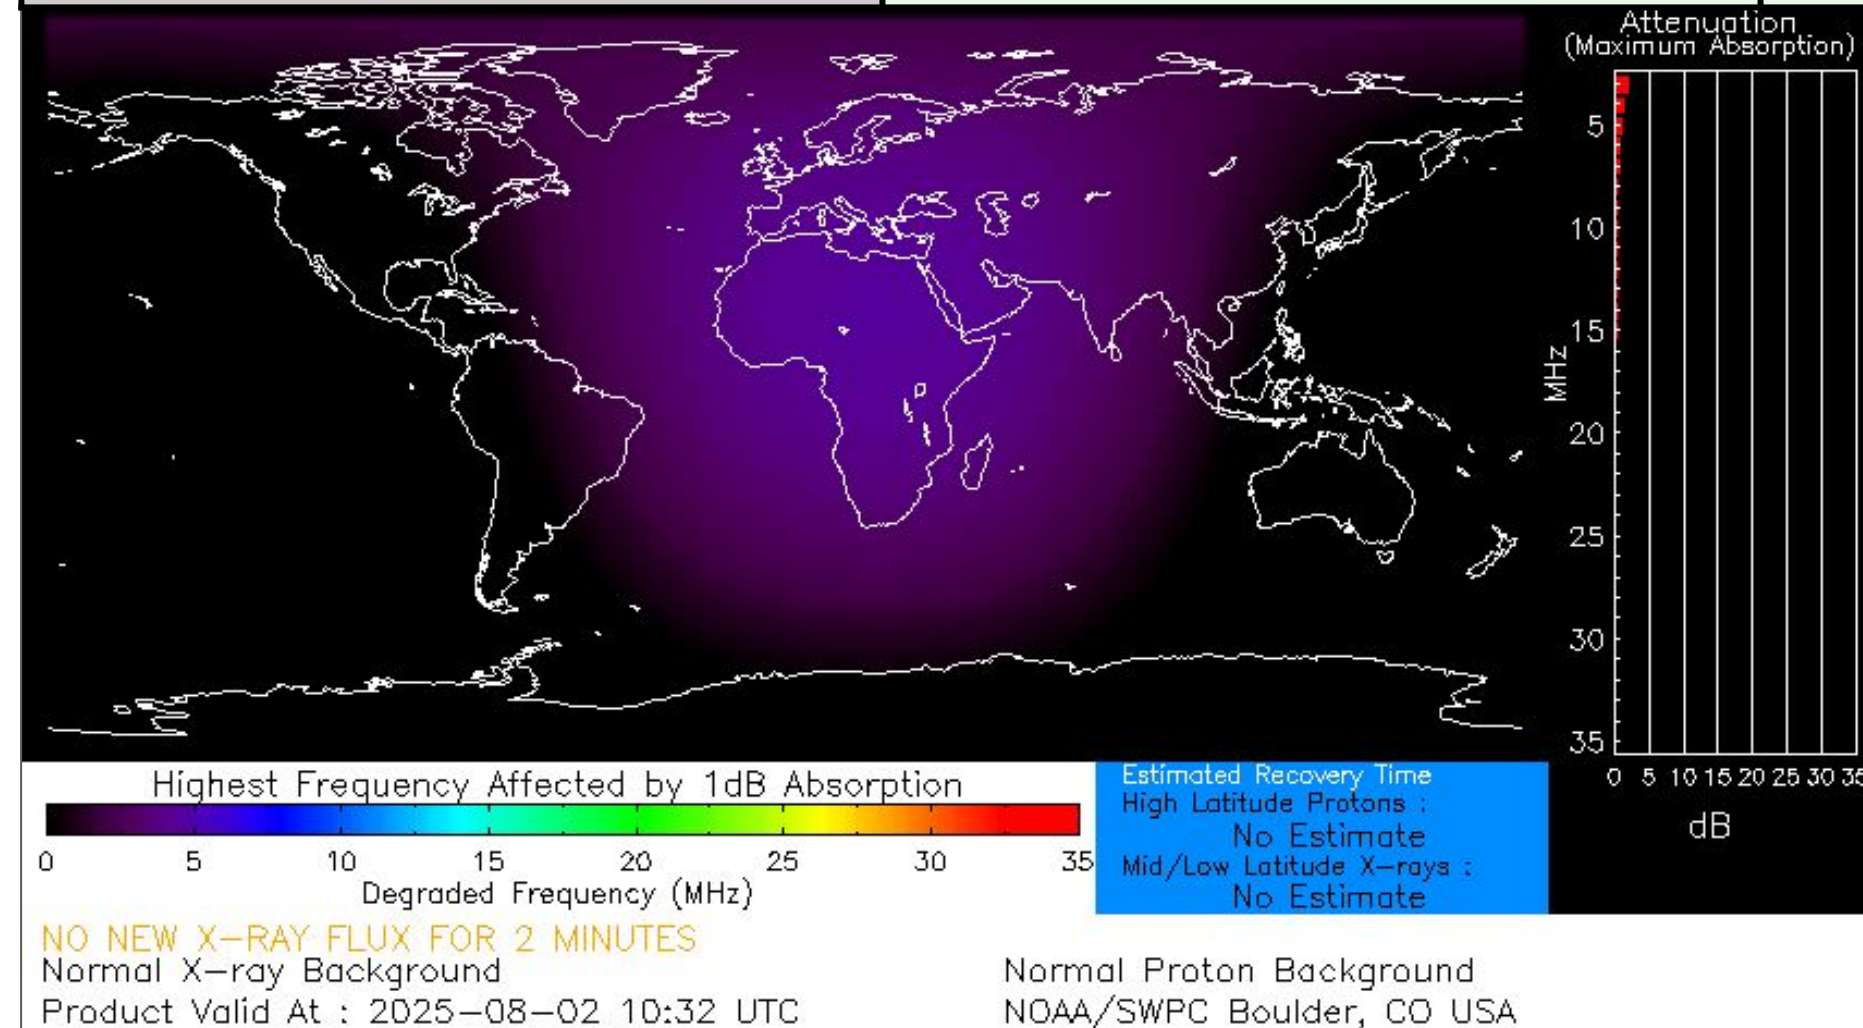 Attenuation
(Maximum Absorption)
5
10
15
20
25
30
35
MHz
0 5 10 15 20 25 30 35
dB
Highest Frequency Affected by 1dB Absorption
0 5 10 15 20 25 30 35
Degraded Frequency (MHz)
Estimated Recovery Time
High Latitude Protons :
No Estimate
Mid/Low Latitude X-rays :
No Estimate
NO NEW X-RAY FLUX FOR 2 MINUTES
Normal X-ray Background
Normal Proton Background
Product Valid At : 2025-08-02 10:32 UTC
NOAA/SWPC Boulder, CO USA